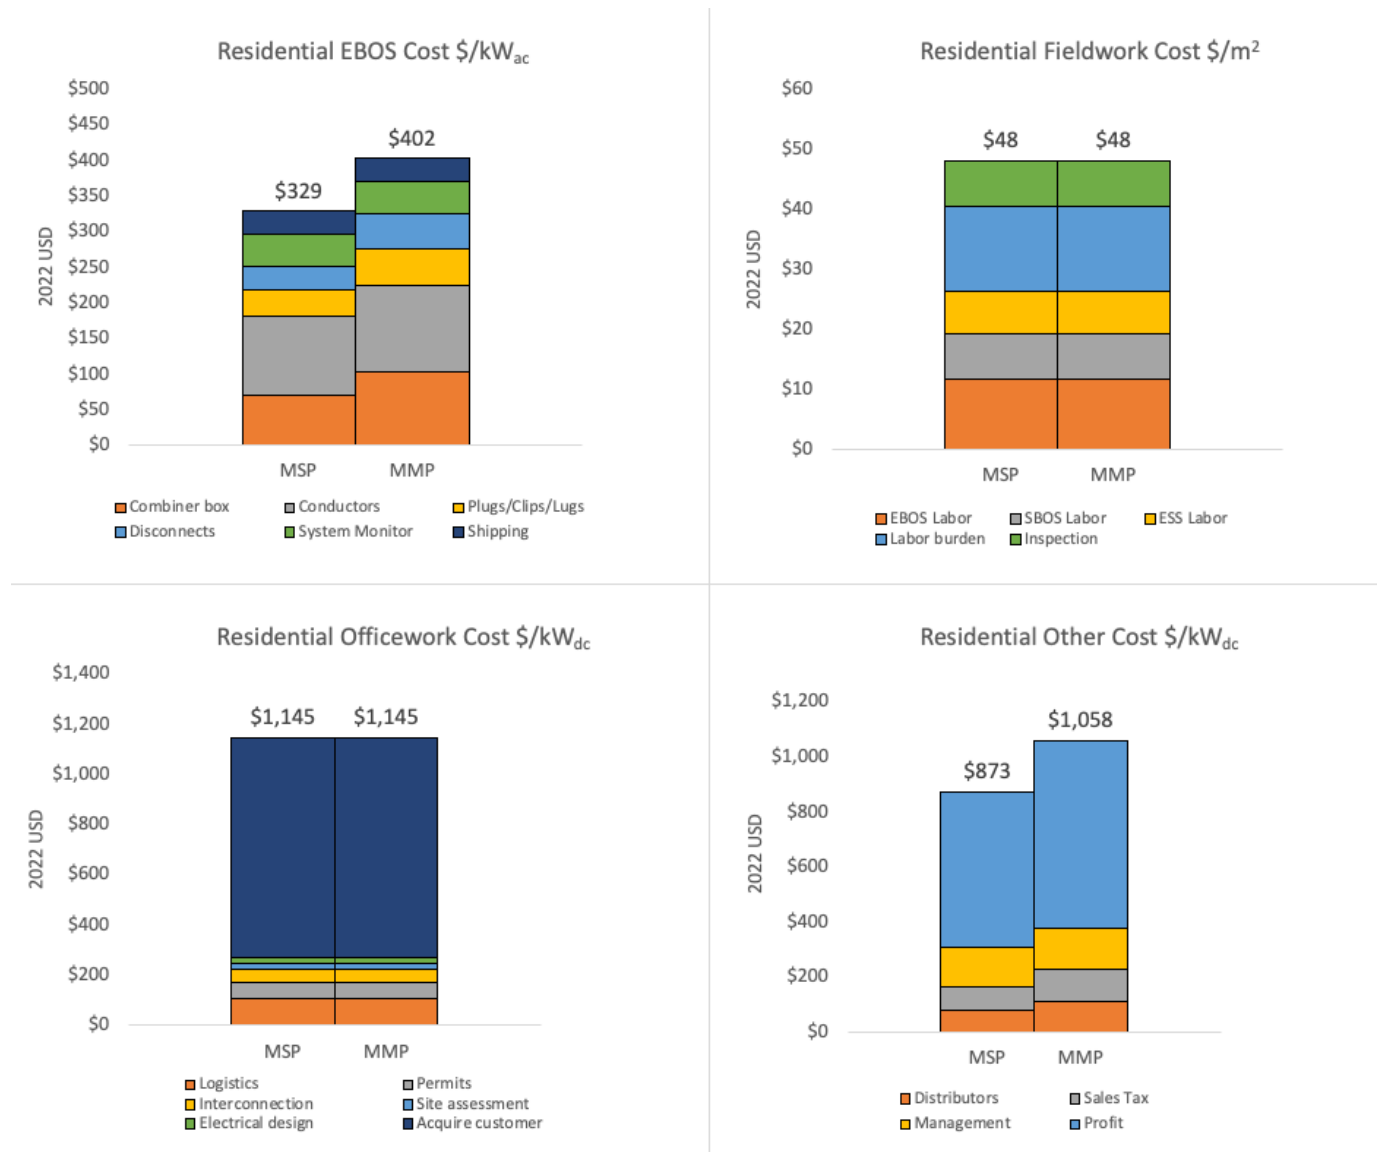 Residential EBOS Cost $/kWac
$500
$450
$400
$350
$300
$250
$200
$150
$100
$50
$0
2022 USD
$329
$402
MSP
MMP
Combiner box
Conductors
Plugs/Clips/Lugs
Disconnects
System Monitor
Shipping
Residential Fieldwork Cost $/m²
$60
$50
$40
$30
$20
$10
$0
2022 USD
$48
$48
MSP
MMP
EBOS Labor
SBOS Labor
ESS Labor
Labor burden
Inspection
Residential Officework Cost $/kWdc
$1,400
$1,200
$1,000
$800
$600
$400
$200
$0
2022 USD
$1,145
$1,145
MSP
MMP
Logistics
Permits
Interconnection
Site assessment
Electrical design
Acquire customer
Residential Other Cost $/kWdc
$1,200
$1,000
$800
$600
$400
$200
$0
2022 USD
$873
$1,058
MSP
MMP
Distributors
Sales Tax
Management
Profit